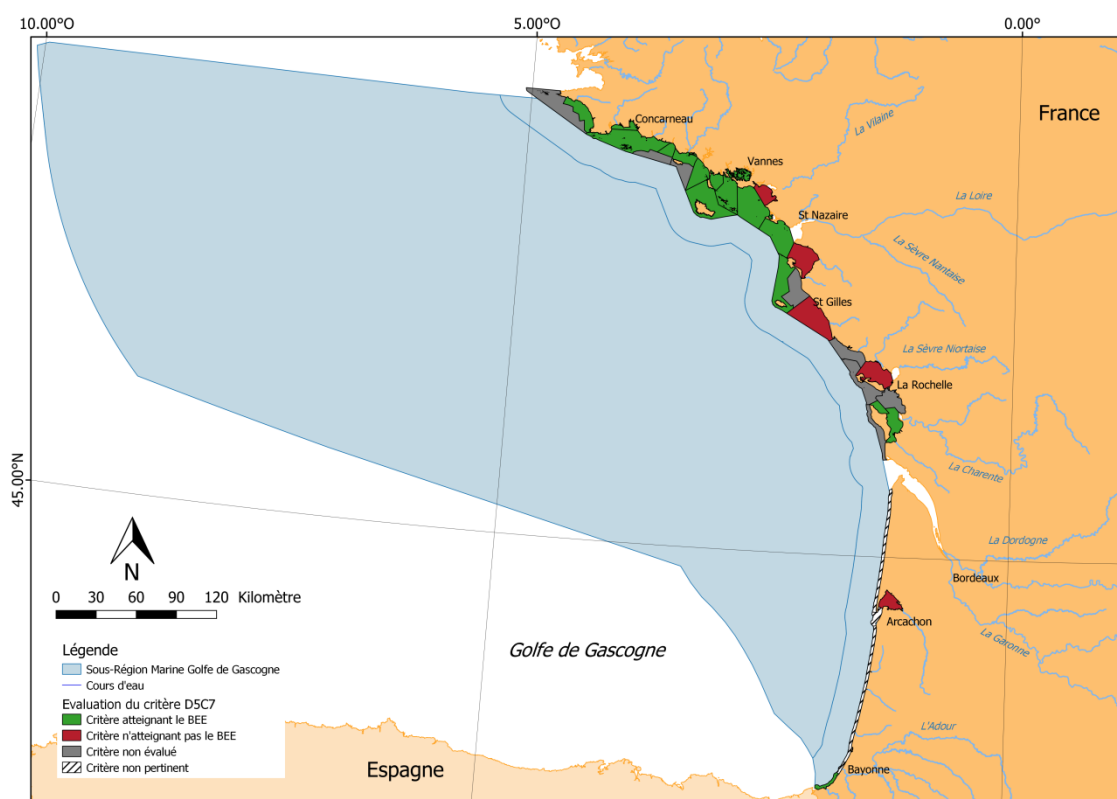 10.00°O
5.00°O
0.00°
France
Concarneau
La Vilaine
Vannes
La Loire
St Nazaire
La Sèvre Nantaise
St Gilles
La Sèvre Niortaise
La Rochelle
45.00°N
La Charente
La Dordogne
N
Bordeaux
0 30 60 90 120 Kilomètre
Arcachon
La Garonne
Golfe de Gascogne
Légende
Sous-Région Marine Golfe de Gascogne
Cours d'eau
Evaluation du critère D5C7
Critère atteignant le BEE
Critère n'atteignant pas le BEE
Critère non évalué
Critère non pertinent
L'Adour
Espagne
Bayonne